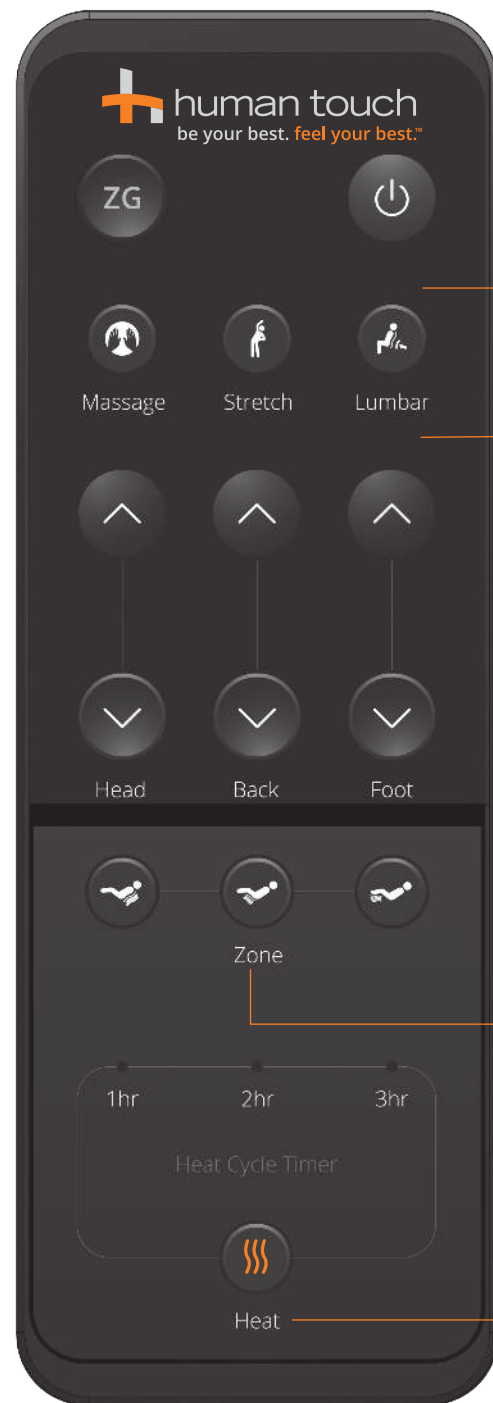 human touch
be your best. feel your best.™
ZG
Massage Stretch Lumbar
Head Back Foot
Zone
1hr 2hr 3hr
Heat Cycle Timer
Heat